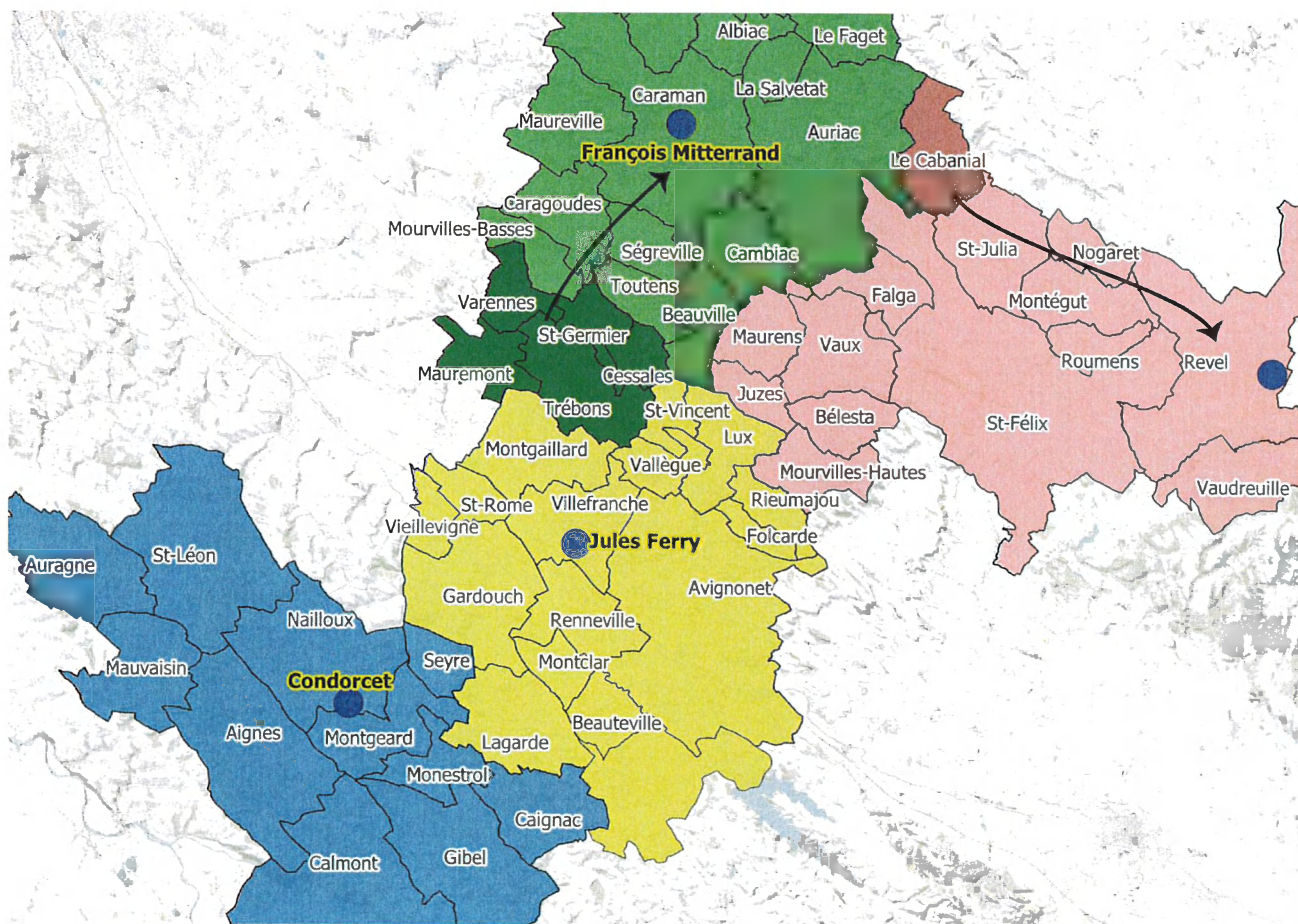 Albiac
Le Faget
La Salvetat
Caraman
Maureville
Auriac
François Mitterrand
Le Cabanial
Caragoudes
Mourvilles-Basses
Ségreville
Cambiac
St-Julia
Nogaret
Toutens
Varennes
Falga
Montégut
Beauville
St-Germier
Maurens
Vaux
Roumens
Revel
Mauremont
Cessales
Juzes
Trébons
St-Vincent
Bélesta
St-Félix
Lux
Montgaillard
Vallègue
Mourvilles-Hautes
Vaudreuille
St-Rome
Villefranche
Rieumajou
Vieillevigne
Folcarde
Jules Ferry
St-Léon
Auragne
Avignonet
Gardouch
Nailloux
Renneville
Mauvaisin
Seyre
Montclar
Condorcet
Beauteville
Aignes
Montgeard
Lagarde
Monestrol
Caignac
Gibel
Calmont